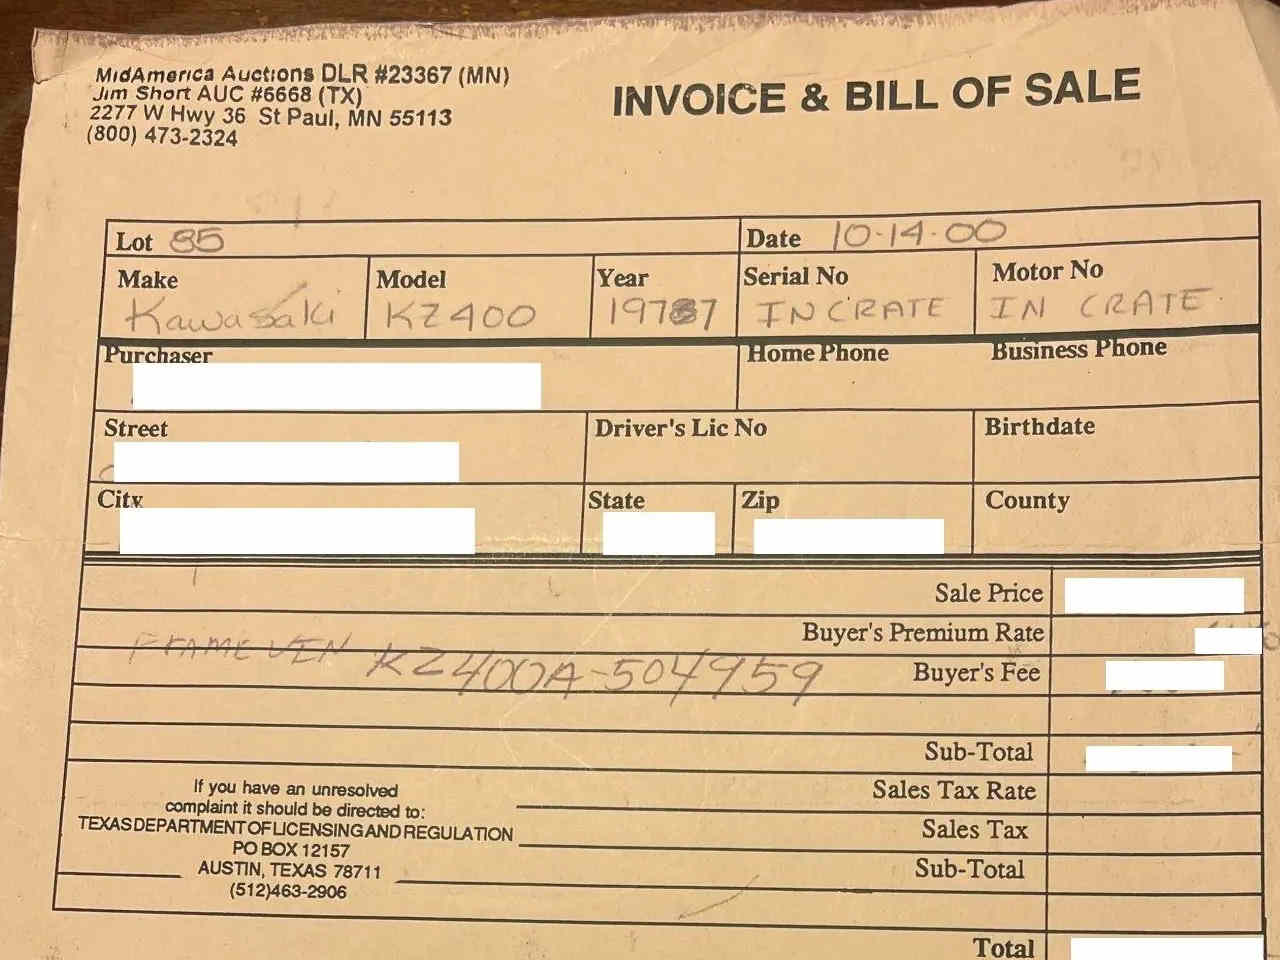 MidAmerica Auctions DLR #23367 (MN)
Jim Short AUC #6668 (TX)
2277 W Hwy 36 St Paul, MN 55113
(800) 473-2324
INVOICE & BILL OF SALE
Lot 85
Date 10-14-00
Make
Model
Year
Serial No
Motor No
Kawasaki
KZ400
1977
IN CRATE
IN CRATE
Purchaser
Home Phone
Business Phone
Street
Driver's Lic No
Birthdate
City
State
Zip
County
Sale Price
Buyer's Premium Rate
FRAME VIN KZ400A-504959
Buyer's Fee
Sub-Total
If you have an unresolved
complaint it should be directed to:
TEXAS DEPARTMENT OF LICENSING AND REGULATION
PO BOX 12157
AUSTIN, TEXAS 78711
(512)463-2906
Sales Tax Rate
Sales Tax
Sub-Total
Total